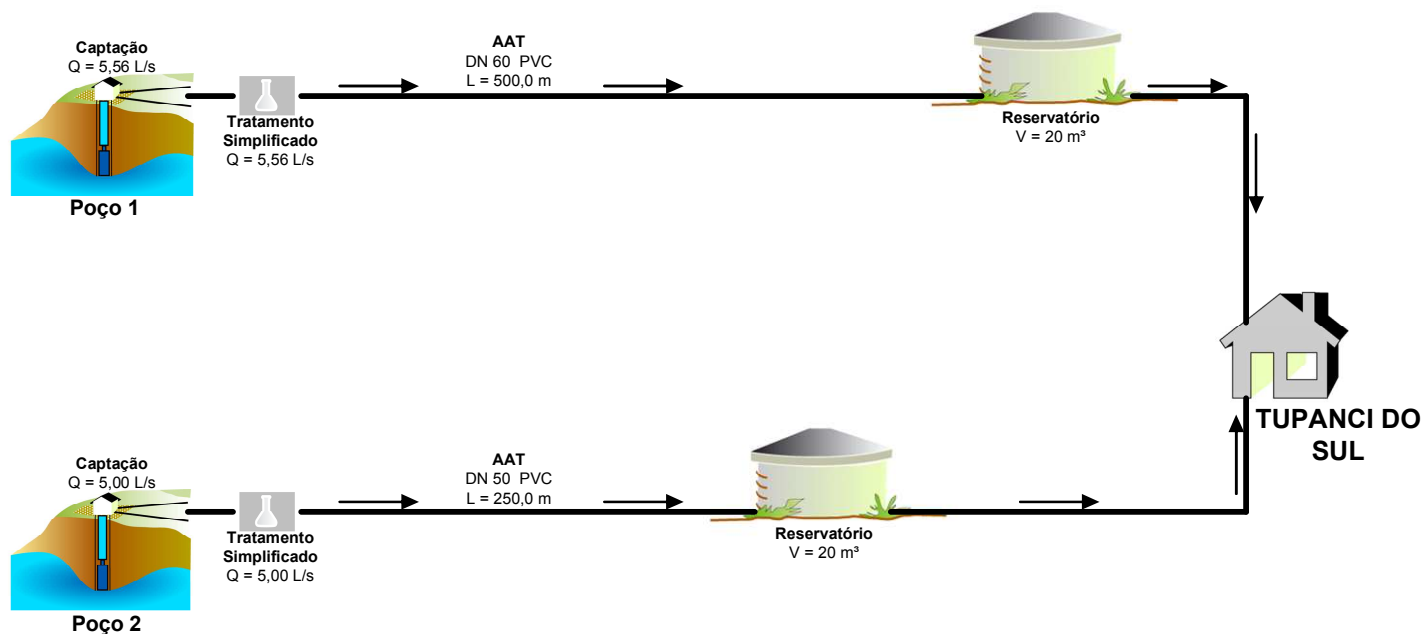 Captação
Q = 5,56 L/s
Poço 1
Tratamento
Simplificado
Q = 5,56 L/s
AAT
DN 60 PVC
L = 500,0 m
Reservatório
V = 20 m³
TUPANCI DO
SUL
Captação
Q = 5,00 L/s
Poço 2
Tratamento
Simplificado
Q = 5,00 L/s
AAT
DN 50 PVC
L = 250,0 m
Reservatório
V = 20 m³